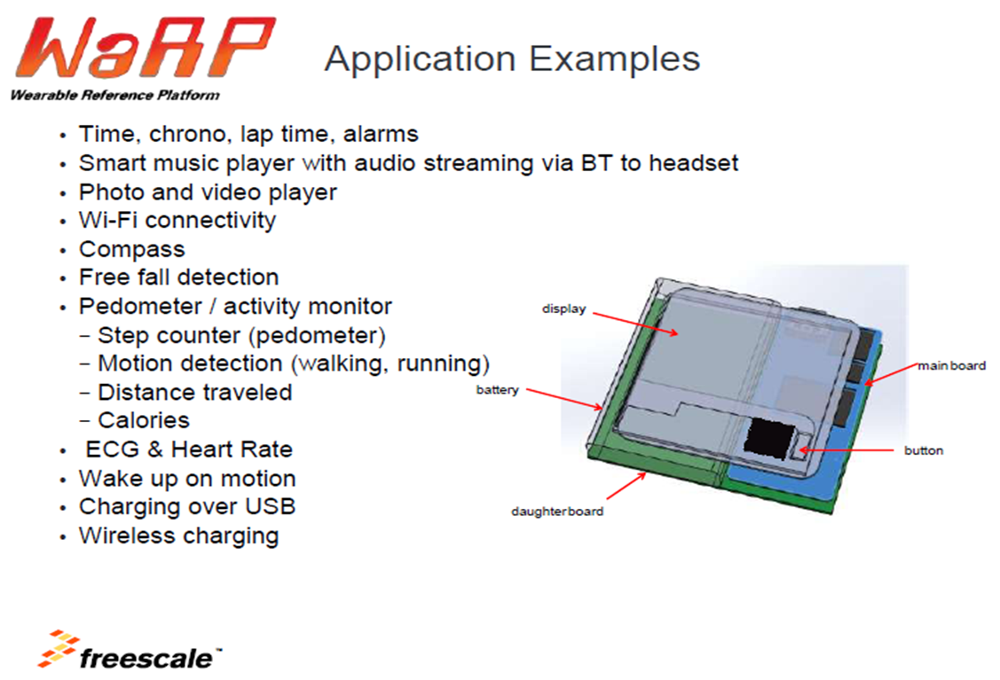 WaRP
Wearable Reference Platform
Application Examples
• Time, chrono, lap time, alarms
• Smart music player with audio streaming via BT to headset
• Photo and video player
• Wi-Fi connectivity
• Compass
• Free fall detection
• Pedometer / activity monitor
– Step counter (pedometer)
– Motion detection (walking, running)
– Distance traveled
– Calories
• ECG & Heart Rate
• Wake up on motion
• Charging over USB
• Wireless charging
display
battery
main board
button
daughter board
freescale™